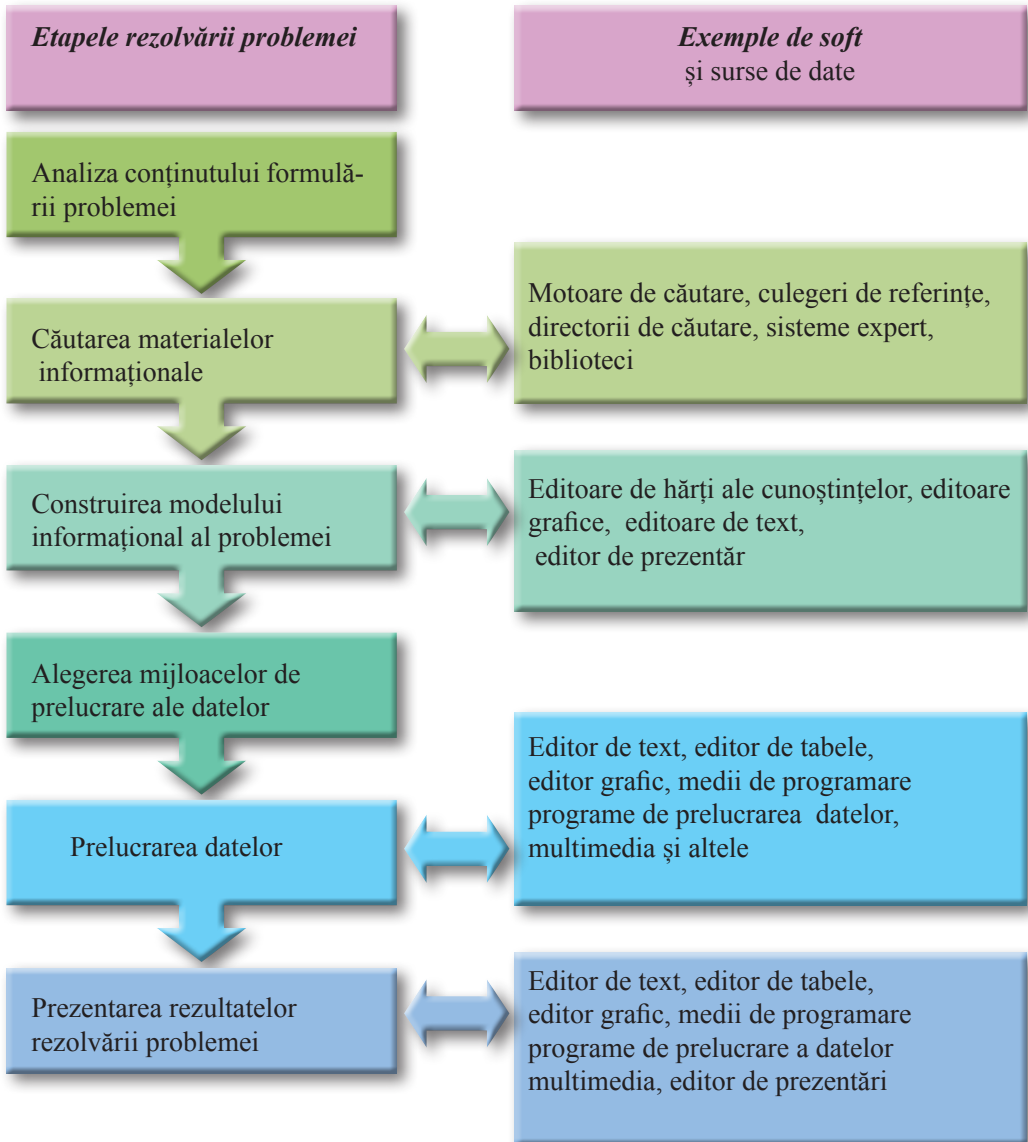 Etapele rezolvării problemei
Exemple de soft
și surse de date
Analiza conținutului formulă-
rii problemei
Căutarea materialelor
informaționale
Motoare de căutare, culegeri de referințe,
directorii de căutare, sisteme expert,
biblioteci
Construirea modelului
informațional al problemei
Editoare de hărți ale cunoștințelor, editoare
grafice, editoare de text,
editor de prezentăr
Alegerea mijloacelor de
prelucrare ale datelor
Prelucrarea datelor
Editor de text, editor de tabele,
editor grafic, medii de programare
programe de prelucrarea datelor,
multimedia și altele
Prezentarea rezultatelor
rezolvării problemei
Editor de text, editor de tabele,
editor grafic, medii de programare
programe de prelucrare a datelor
multimedia, editor de prezentări